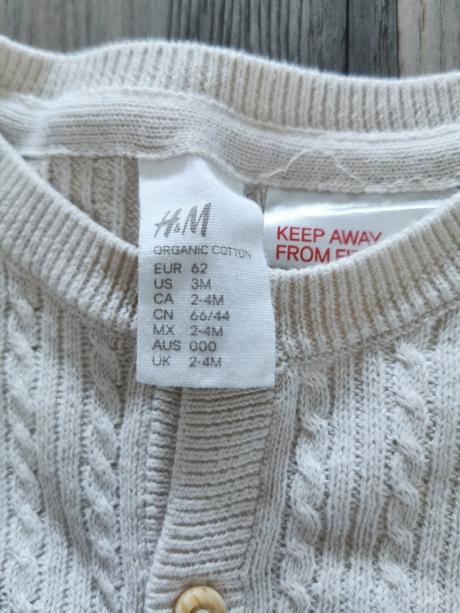 H&M
ORGANIC COTTON
EUR 62
US 3M
CA 2-4M
CN 66/44
MX 2-4M
AUS 000
UK 2-4M
KEEP AWAY
FROM